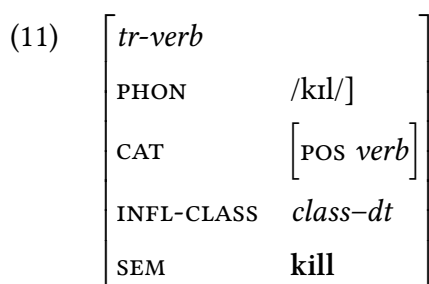 (11) tr-verb
PHON /kɪl/]
CAT [POS verb]
INFL-CLASS class–dt
SEM kill